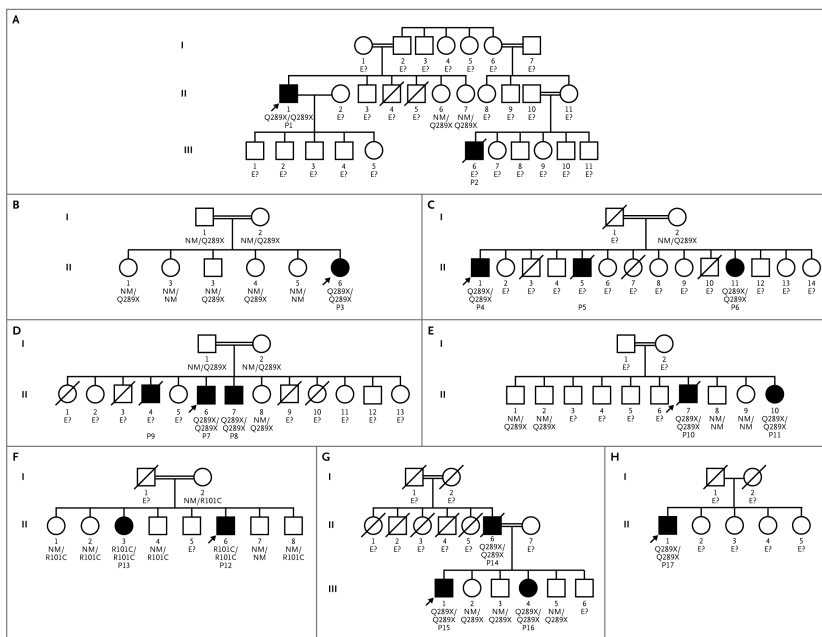 A
I
1 2 3 4 5 6 7
E? E? E? E? E? E? E?
II
1 2 3 4 5 6 7 8 9 10 11
Q289X/Q289X E? E? E? E? NM/ NM/ E? E? E? E?
P1 Q289X Q289X
III
1 2 3 4 5 6 7 8 9 10 11
E? E? E? E? E? E? E? E? E? E? E?
P2
B
I
1 2
NM/Q289X NM/Q289X
II
1 3 3 4 5 6
NM/ NM/ NM/ NM/ NM/ Q289X/
Q289X NM Q289X Q289X NM Q289X
P3
C
I
1 2
E? NM/Q289X
II
1 2 3 4 5 6 7 8 9 10 11 12 13 14
Q289X/ E? E? E? E? E? E? E? E? E? Q289X/ E? E? E?
Q289X Q289X
P4 P5 P6
D
I
1 2
NM/Q289X NM/Q289X
II
1 2 3 4 5 6 7 8 9 10 11 12 13
E? E? E? E? E? Q289X/ Q289X/ NM/ E? E? E? E? E?
Q289X Q289X Q289X
P9 P7 P8
E
I
1 2
E? E?
II
1 2 3 4 5 6 7 8 9 10
NM/ NM/ E? E? E? E? Q289X/ NM/ NM/ Q289X/
Q289X Q289X Q289X NM NM Q289X
P10 P11
F
I
1 2
E? NM/R101C
II
1 2 3 4 5 6 7 8
NM/ NM/ R101C/ NM/ E? R101C/ NM/ NM/
R101C R101C R101C R101C R101C NM R101C
P13 P12
G
I
1 2
E? E?
II
1 2 3 4 5 6 7
E? E? E? E? E? Q289X/ E?
Q289X
P14
III
1 2 3 4 5 6
Q289X/ NM/ NM/ Q289X/ NM/ E?
Q289X Q289X Q289X Q289X Q289X
P15 P16
H
I
1 2
E? E?
II
1 2 3 4 5
Q289X/ E? E? E? E?
Q289X
P17